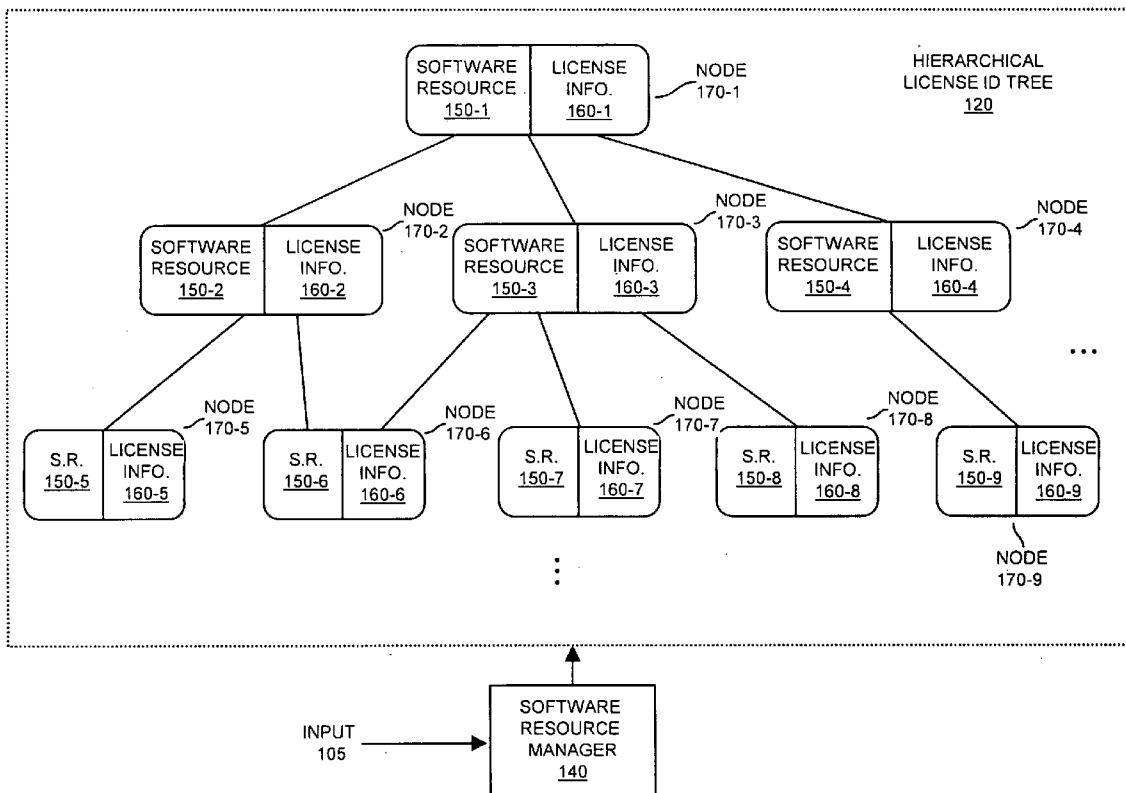 SOFTWARE
RESOURCE
150-1
LICENSE
INFO.
160-1
NODE
170-1
HIERARCHICAL
LICENSE ID TREE
120
SOFTWARE
RESOURCE
150-2
LICENSE
INFO.
160-2
NODE
170-2
SOFTWARE
RESOURCE
150-3
LICENSE
INFO.
160-3
NODE
170-3
SOFTWARE
RESOURCE
150-4
LICENSE
INFO.
160-4
NODE
170-4
...
S.R.
150-5
LICENSE
INFO.
160-5
NODE
170-5
S.R.
150-6
LICENSE
INFO.
160-6
NODE
170-6
S.R.
150-7
LICENSE
INFO.
160-7
NODE
170-7
S.R.
150-8
LICENSE
INFO.
160-8
NODE
170-8
S.R.
150-9
LICENSE
INFO.
160-9
NODE
170-9
INPUT
105
SOFTWARE
RESOURCE
MANAGER
140